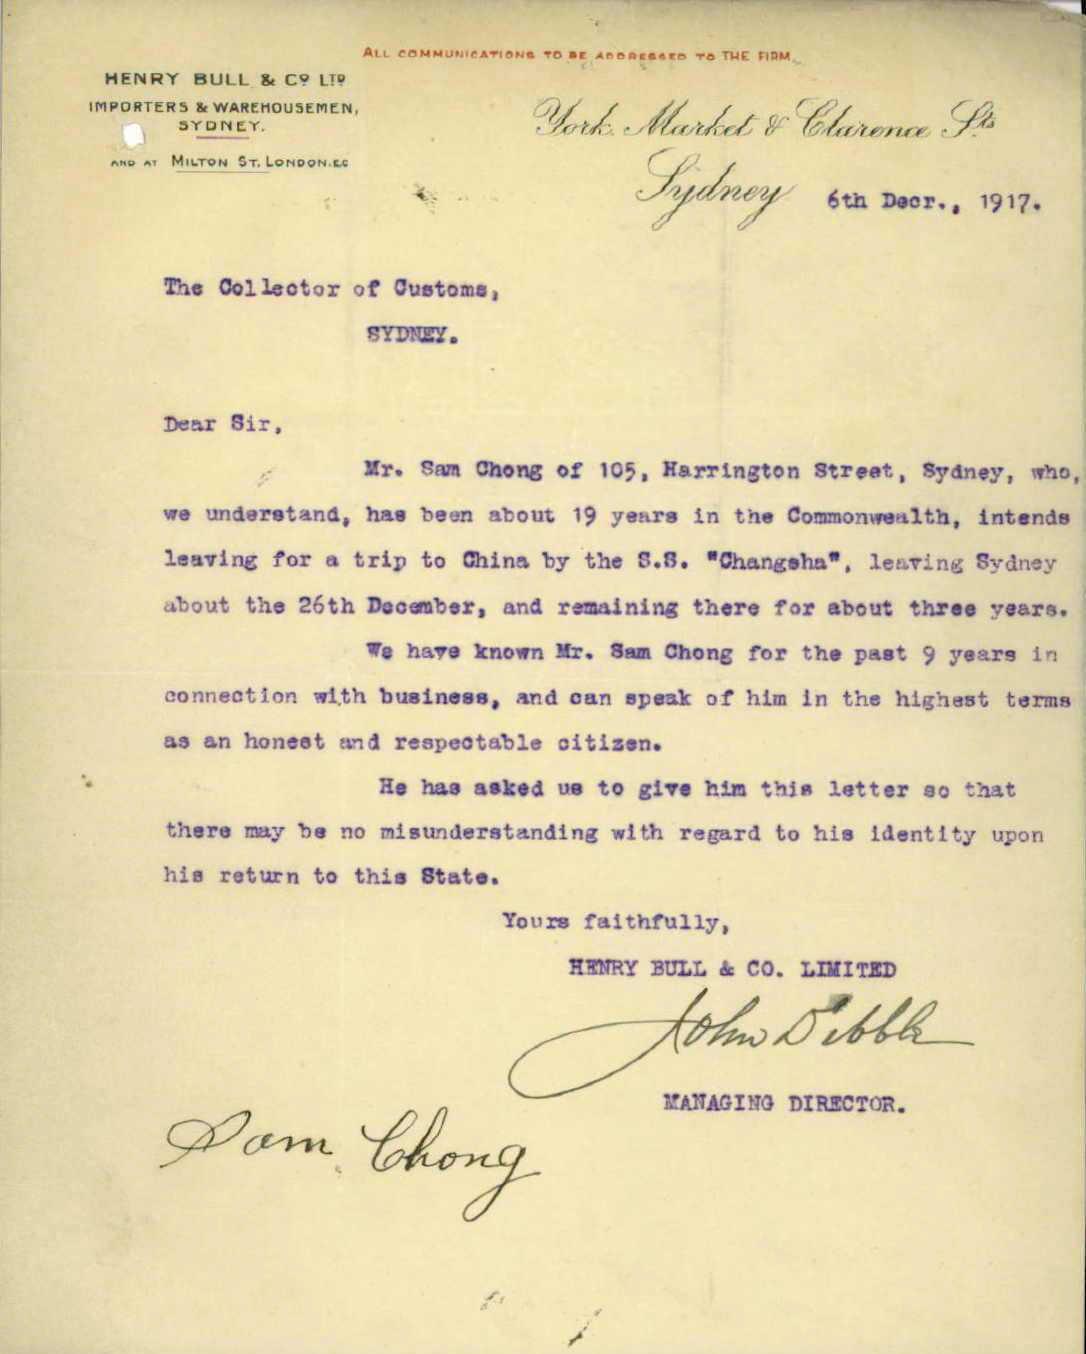 ALL COMMUNICATIONS TO BE ADDRESSED TO THE FIRM.
HENRY BULL & Co LTD
IMPORTERS & WAREHOUSEMEN,
SYDNEY.
AND AT MILTON ST. LONDON. EC
York. Market & Clarence Sts
Sydney 6th Decr., 1917.
The Collector of Customs,
SYDNEY.
Dear Sir,
Mr. Sam Chong of 105, Harrington Street, Sydney, who,
we understand, has been about 19 years in the Commonwealth, intends
leaving for a trip to China by the S.S. "Changsha", leaving Sydney
about the 26th December, and remaining there for about three years.
We have known Mr. Sam Chong for the past 9 years in
connection with business, and can speak of him in the highest terms
as an honest and respectable citizen.
He has asked us to give him this letter so that
there may be no misunderstanding with regard to his identity upon
his return to this State.
Yours faithfully,
HENRY BULL & CO. LIMITED
John Dibble
MANAGING DIRECTOR.
Sam Chong